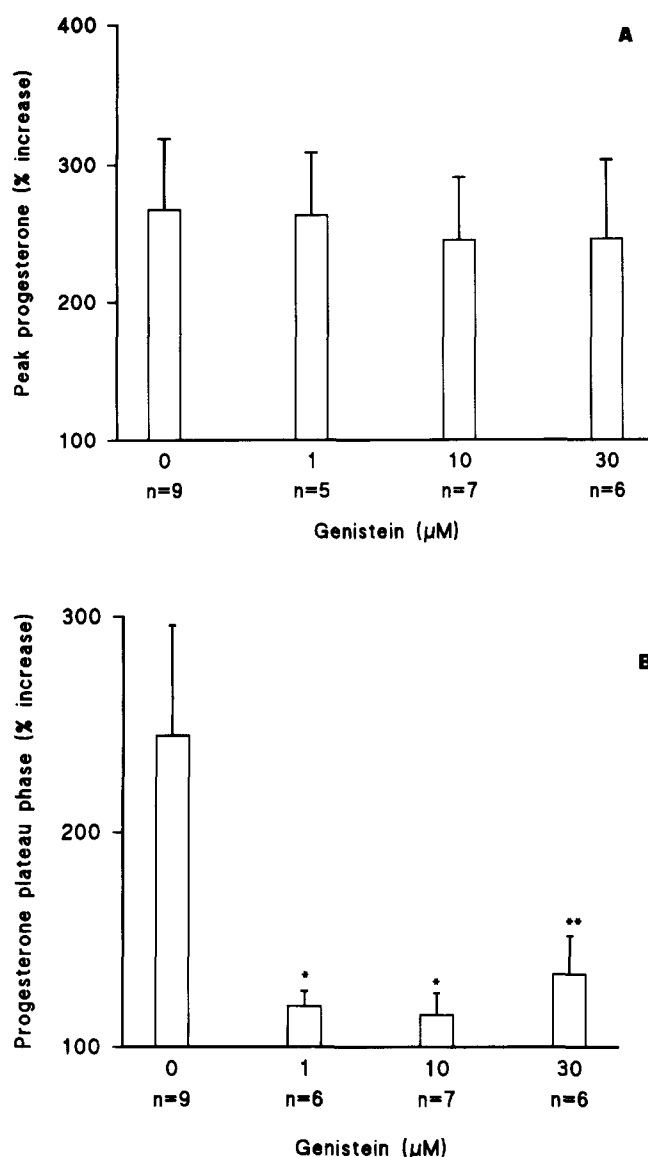 A
Peak progesterone (% increase)
400
300
200
100
0 1 10 30
n=9 n=5 n=7 n=6
Genistein (µM)
B
Progesterone plateau phase (% increase)
300
200
100
* * **
0 1 10 30
n=9 n=6 n=7 n=6
Genistein (µM)